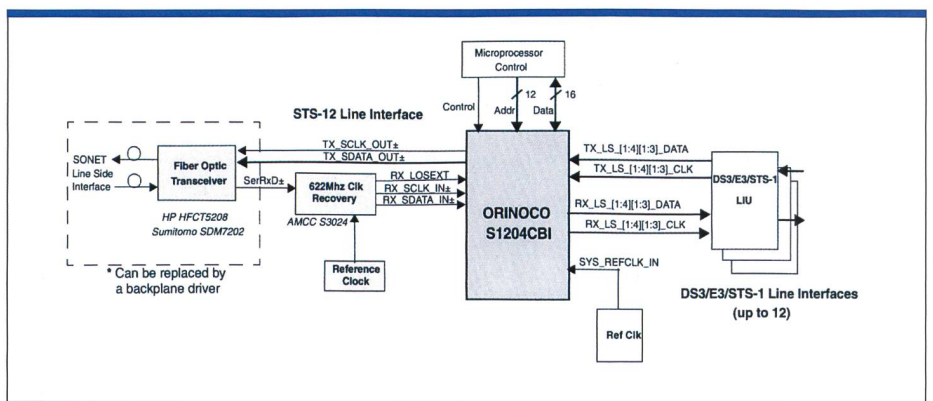 Microprocessor
Control
Control
12
Addr
16
Data
STS-12 Line Interface
TX_SCLK_OUT±
TX_SDATA_OUT±
SONET
Line Side
Interface
Fiber Optic
Transceiver
SerRxD±
622Mhz Clk
Recovery
RX_LOSEXT
RX_SCLK_IN±
RX_SDATA_IN±
HP HFCT5208
Sumitomo SDM7202
AMCC S3024
* Can be replaced by
a backplane driver
Reference
Clock
ORINOCO
S1204CBI
TX_LS_[1:4][1:3]_DATA
TX_LS_[1:4][1:3]_CLK
RX_LS_[1:4][1:3]_DATA
RX_LS_[1:4][1:3]_CLK
SYS_REFCLK_IN
DS3/E3/STS-1
LIU
DS3/E3/STS-1 Line Interfaces
(up to 12)
Ref Clk